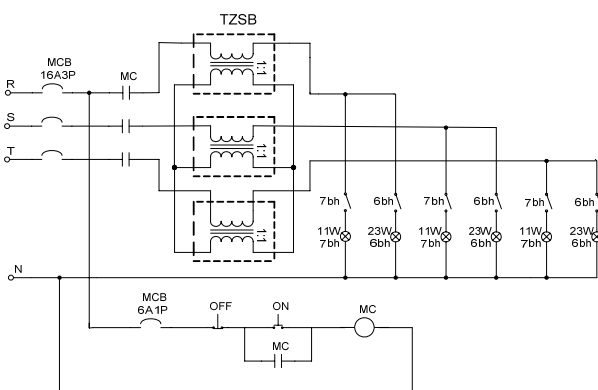 TZSB
MCB
16A3P
MC
R
S
T
1:1
1:1
1:1
7bh
6bh
7bh
6bh
7bh
6bh
11W
7bh
23W
6bh
11W
7bh
23W
6bh
11W
7bh
23W
6bh
N
MCB
6A1P
OFF
ON
MC
MC